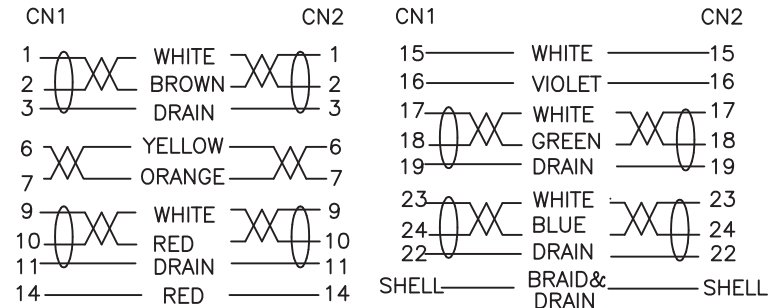 CN1 CN2
1 WHITE 1
2 BROWN 2
3 DRAIN 3
6 YELLOW 6
7 ORANGE 7
9 WHITE 9
10 RED 10
11 DRAIN 11
14 RED 14
CN1 CN2
15 WHITE 15
16 VIOLET 16
17 WHITE 17
18 GREEN 18
19 DRAIN 19
23 WHITE 23
24 BLUE 24
22 DRAIN 22
SHELL BRAID& SHELL
DRAIN